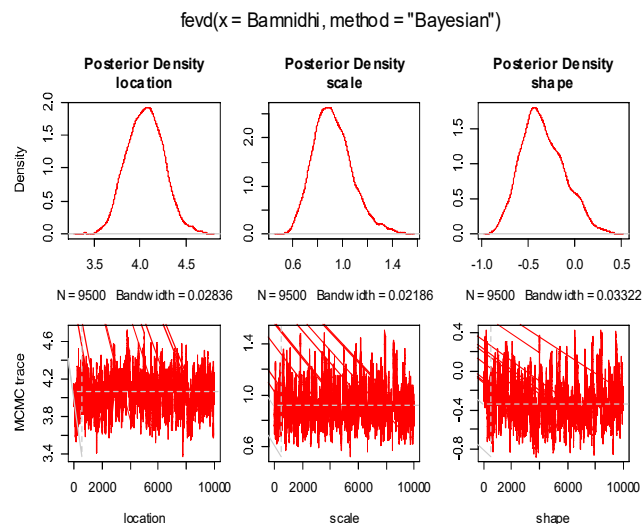 fevd(x = Bamnidhi, method = "Bayesian")
Posterior Density
location
Posterior Density
scale
Posterior Density
shape
Density
0.0 0.5 1.0 1.5 2.0
3.5 4.5
0.0 1.0 2.0
0.6 1.0 1.4
0.0 0.5 1.0 1.5
-1.0 -0.5 0.0 0.5
N = 9500 Bandwidth = 0.02836
N = 9500 Bandwidth = 0.02186
N = 9500 Bandwidth = 0.03322
MCMC trace
3.4 3.8 4.2 4.6
0 2000 6000 10000
location
0.6 1.0 1.4
0 2000 6000 10000
scale
-0.8 -0.4 0.0 0.4
0 2000 6000 10000
shape